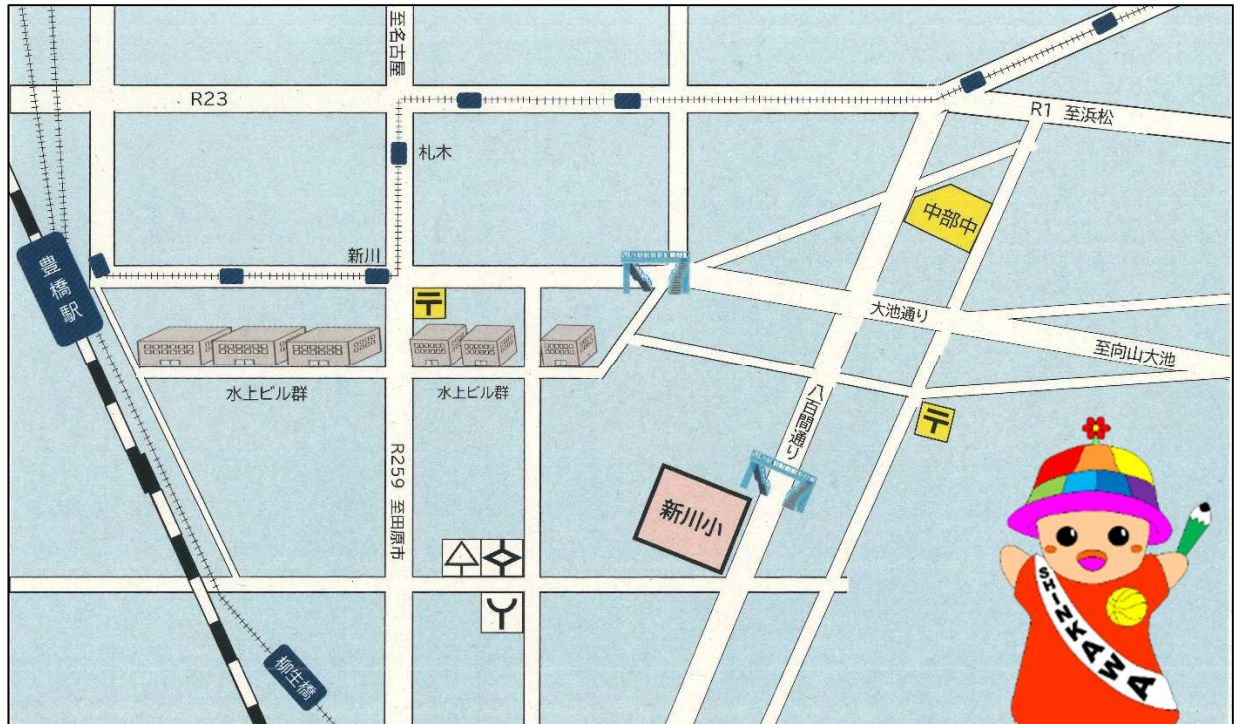 至名古屋
R23
R1 至浜松
札木
中部中
新川
豊橋駅
大池通り
至向山大池
水上ビル群
水上ビル群
八百間通り
R259 至田原市
新川小
SHINKAWA
柳生橋